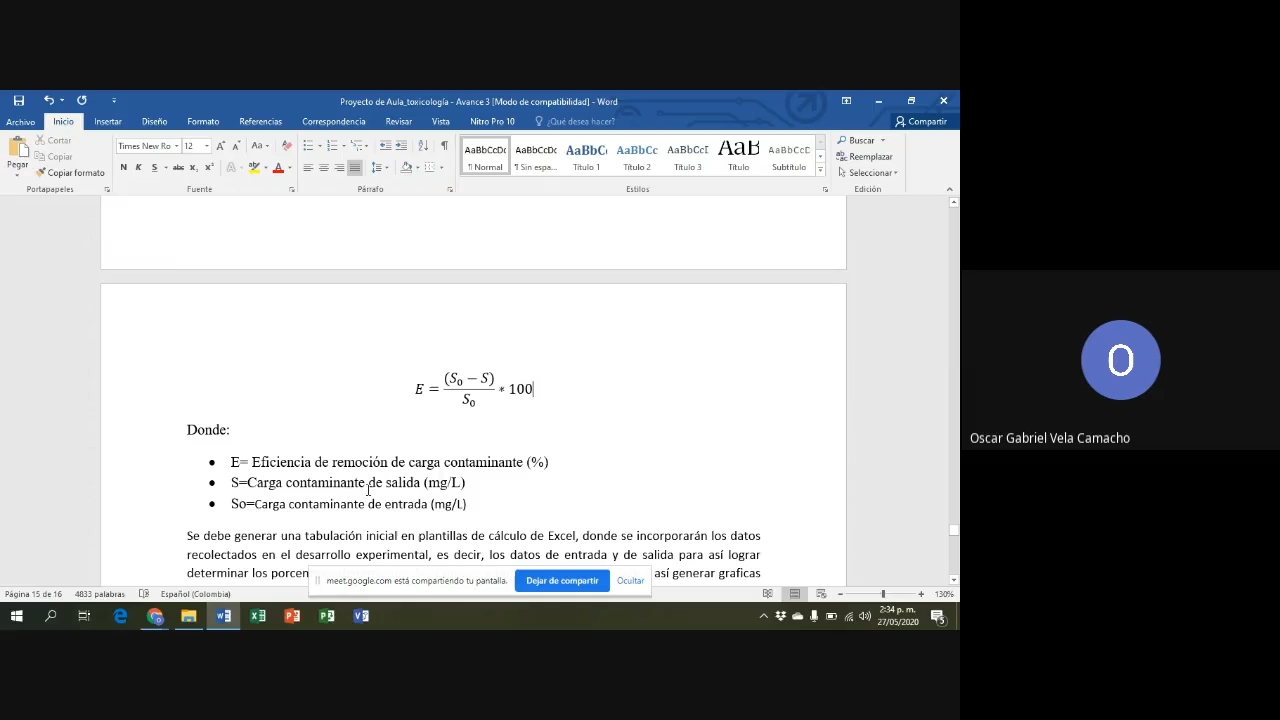 Proyecto de Aula_toxicología - Avance 3 [Modo de compatibilidad] - Word
Archivo Inicio Insertar Diseño Formato Referencias Correspondencia Revisar Vista Nitro Pro 10 ¿Qué desea hacer? Compartir
Pegar
Cortar
Copiar
Copiar formato
Times New Ro 12
N K S abc x₂ x²
AaBbCcDc AaBbCcDc AaBbCc AaBbCc AaBbCcD AaBb AaBbCcD
¶ Normal ¶ Sin espa... Título 1 Título 2 Título 3 Título Subtítulo
Buscar
Reemplazar
Seleccionar
Portapapeles Fuente Párrafo Estilos Edición
E = (S₀ − S) / S₀ * 100
Donde:
• E= Eficiencia de remoción de carga contaminante (%)
• S=Carga contaminante de salida (mg/L)
• So=Carga contaminante de entrada (mg/L)
Se debe generar una tabulación inicial en plantillas de cálculo de Excel, donde se incorporarán los datos
recolectados en el desarrollo experimental, es decir, los datos de entrada y de salida para así lograr
determinar los porcen así generar graficas
meet.google.com está compartiendo tu pantalla. Dejar de compartir Ocultar
Página 15 de 16 4833 palabras Español (Colombia) 130%
2:34 p. m.
27/05/2020
5
O
Oscar Gabriel Vela Camacho